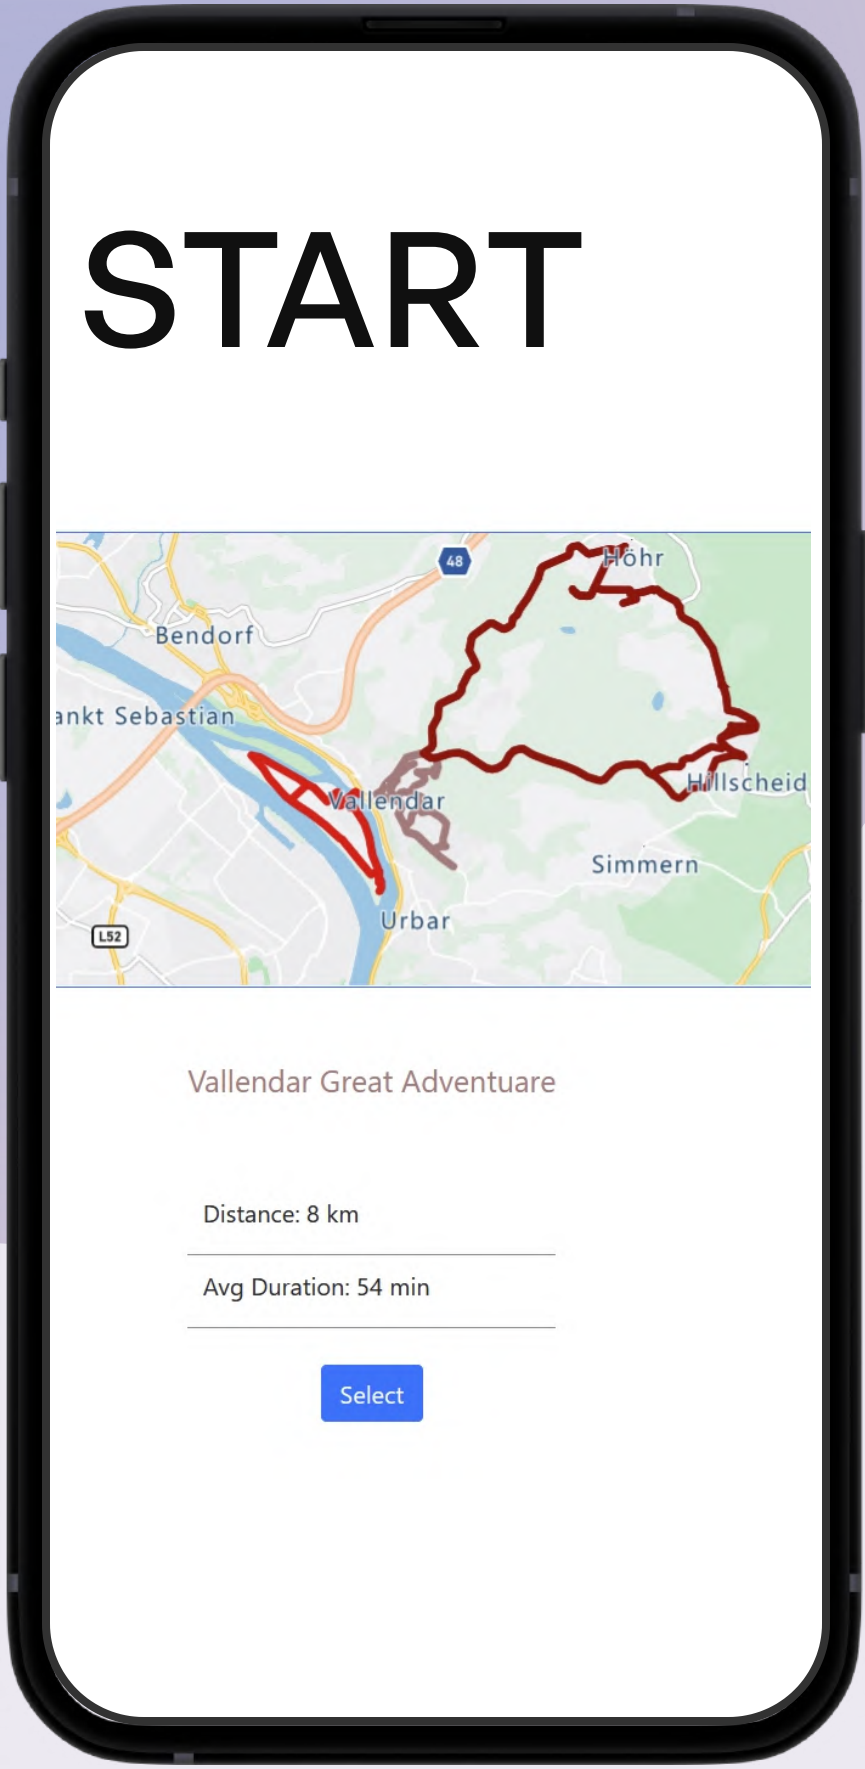 START
48
Höhr
Bendorf
ankt Sebastian
Vallendar
Hillscheid
Simmern
Urbar
L52
Vallendar Great Adventuare
Distance: 8 km
Avg Duration: 54 min
Select